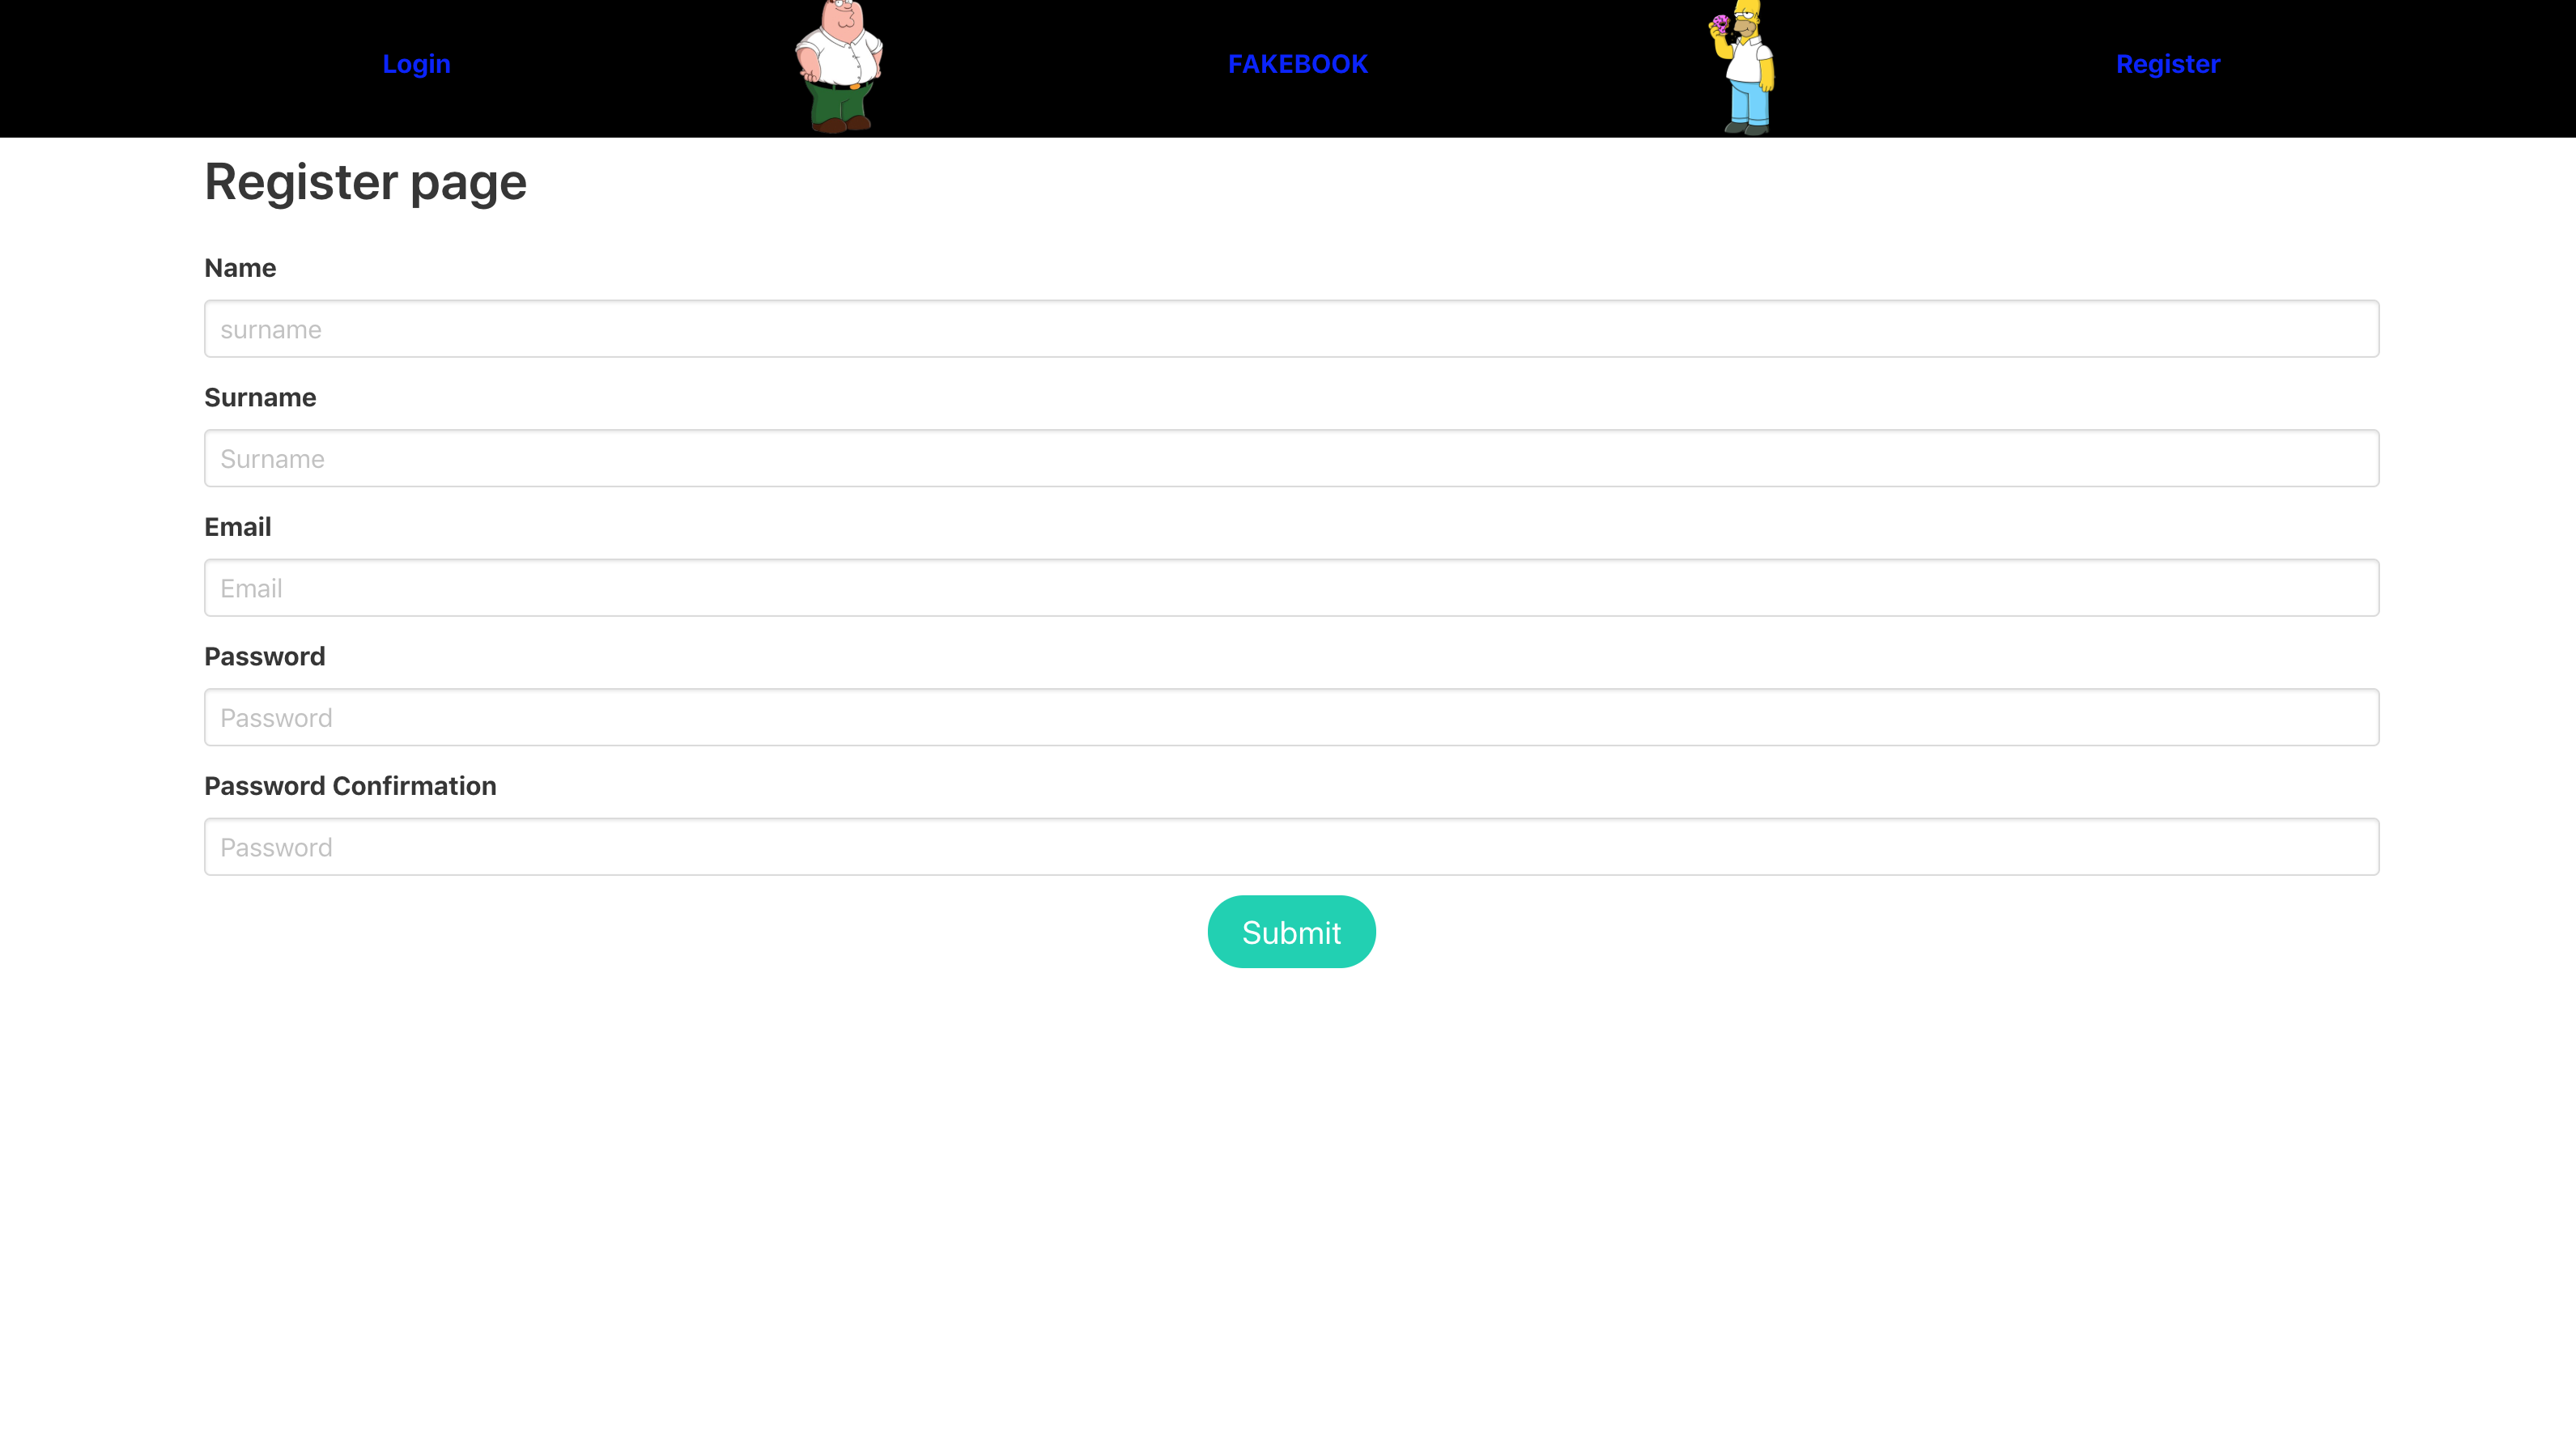 Login FAKEBOOK Register
Register page
Name
surname
Surname
Surname
Email
Email
Password
Password
Password Confirmation
Password
Submit